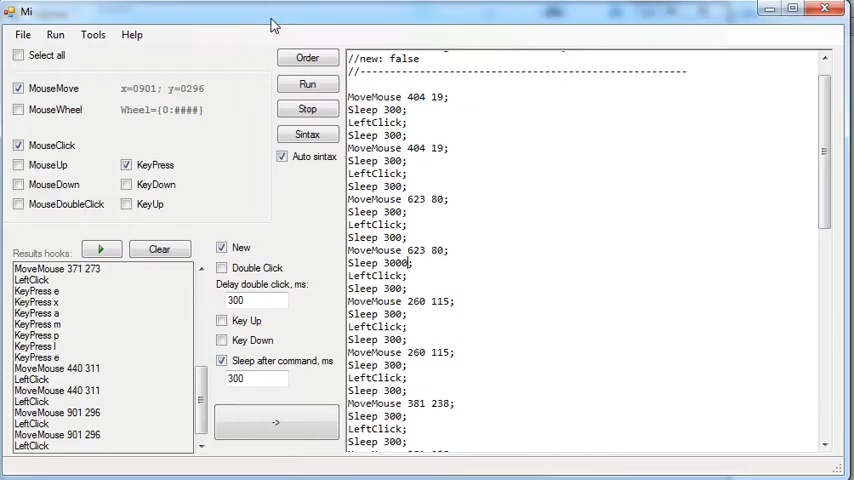 Mi
File Run Tools Help
Select all
MouseMove x=0901; y=0296
MouseWheel Wheel={0:####}
MouseClick
MouseUp KeyPress
MouseDown KeyDown
MouseDoubleClick KeyUp
Order
Run
Stop
Sintax
Auto sintax
Results hooks: Clear
MoveMouse 371 273
LeftClick
KeyPress e
KeyPress x
KeyPress a
KeyPress m
KeyPress p
KeyPress l
KeyPress e
MoveMouse 440 311
LeftClick
MoveMouse 440 311
LeftClick
MoveMouse 901 296
LeftClick
MoveMouse 901 296
LeftClick
New
Double Click
Delay double click, ms:
300
Key Up
Key Down
Sleep after command, ms
300
->
//new: false
//-----------------------------------------------------
MoveMouse 404 19;
Sleep 300;
LeftClick;
Sleep 300;
MoveMouse 404 19;
Sleep 300;
LeftClick;
Sleep 300;
MoveMouse 623 80;
Sleep 300;
LeftClick;
Sleep 300;
MoveMouse 623 80;
Sleep 3000;
LeftClick;
Sleep 300;
MoveMouse 260 115;
Sleep 300;
LeftClick;
Sleep 300;
MoveMouse 260 115;
Sleep 300;
LeftClick;
Sleep 300;
MoveMouse 381 238;
Sleep 300;
LeftClick;
Sleep 300;